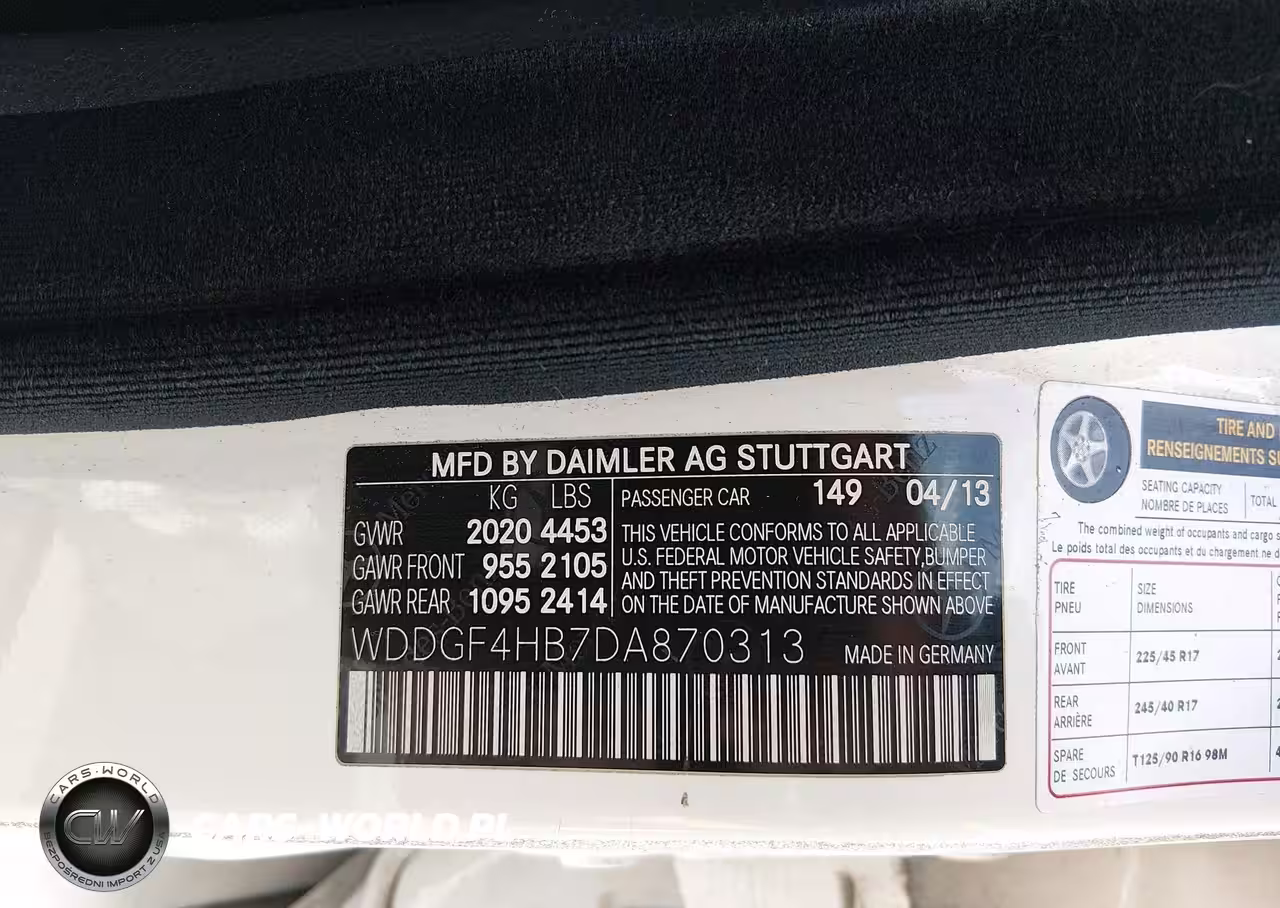 MFD BY DAIMLER AG STUTTGART
KG LBS
GVWR 2020 4453
GAWR FRONT 955 2105
GAWR REAR 1095 2414
PASSENGER CAR 149 04/13
THIS VEHICLE CONFORMS TO ALL APPLICABLE
U.S. FEDERAL MOTOR VEHICLE SAFETY,BUMPER
AND THEFT PREVENTION STANDARDS IN EFFECT
ON THE DATE OF MANUFACTURE SHOWN ABOVE
WDDGF4HB7DA870313 MADE IN GERMANY
TIRE AND
RENSEIGNEMENTS
SEATING CAPACITY
NOMBRE DE PLACES
TOTAL
The combined weight of occupants and cargo
Le poids total des occupants et du chargement ne
TIRE SIZE
PNEU DIMENSIONS
FRONT
AVANT
225/45 R17
REAR
ARRIÈRE
245/40 R17
SPARE
DE SECOURS
T125/90 R16 98M
CARS-WORLD
CW
BEZPOŚREDNI IMPORT Z USA
CARS-WORLD.PL